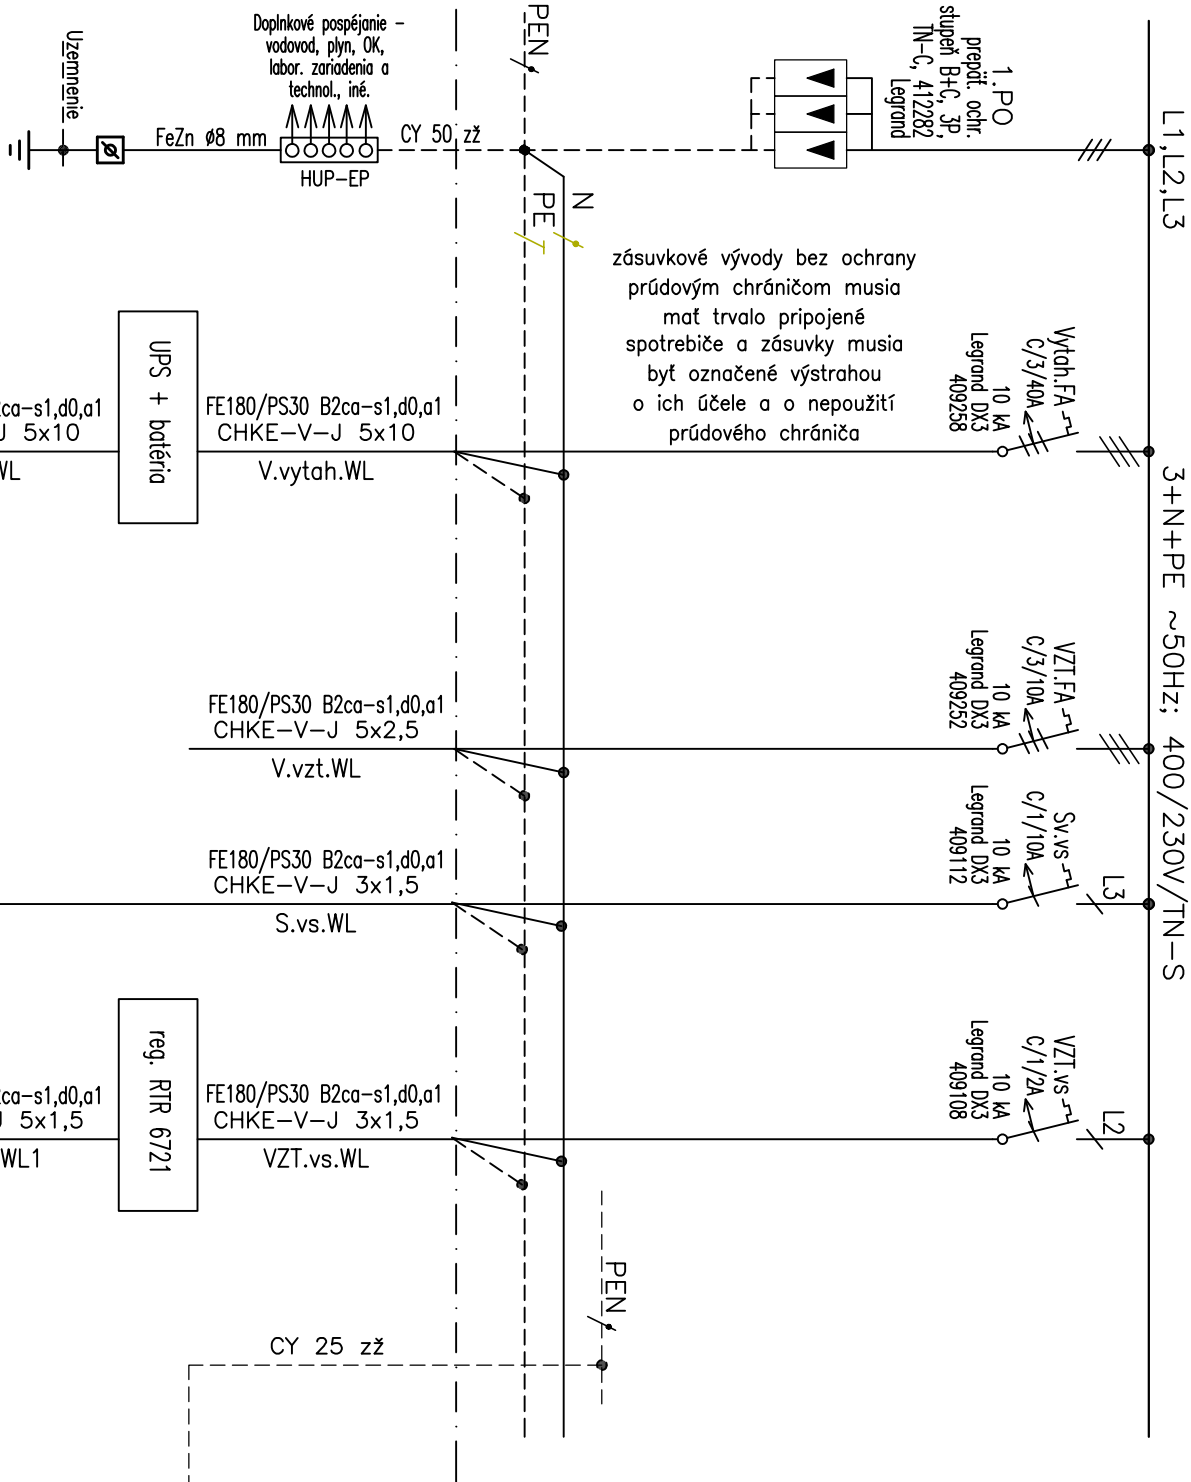 Doplnkové pospájanie –
vodovod, plyn, OK,
labor. zariadenia a
technol., iné.
Uzemnenie
FeZn ø8 mm
HUP-EP
CY 50 zž
PEN
N
PE
1.PO
prepäť. ochr.
stupeň B+C, 3P,
TN-C, 412282
Legrand
L1,L2,L3
3+N+PE ~50Hz; 400/230V/TN-S
zásuvkové vývody bez ochrany
prúdovým chráničom musia
mať trvalo pripojené
spotrebiče a zásuvky musia
byť označené výstrahou
o ich účele a o nepoužití
prúdového chrániča
Vytah.FA
C/3/40A
10 kA
Legrand DX3
409258
UPS + batéria
2ca-s1,d0,a1
J 5x10
WL
FE180/PS30 B2ca-s1,d0,a1
CHKE-V-J 5x10
V.vytah.WL
VZT.FA
C/3/10A
10 kA
Legrand DX3
409252
FE180/PS30 B2ca-s1,d0,a1
CHKE-V-J 5x2,5
V.vzt.WL
Sv.vs
C/1/10A
10 kA
Legrand DX3
409112
L3
FE180/PS30 B2ca-s1,d0,a1
CHKE-V-J 3x1,5
S.vs.WL
VZT.vs
C/1/2A
10 kA
Legrand DX3
409108
L2
reg. RTR 6721
2ca-s1,d0,a1
J 5x1,5
WL1
FE180/PS30 B2ca-s1,d0,a1
CHKE-V-J 3x1,5
VZT.vs.WL
PEN
CY 25 zž